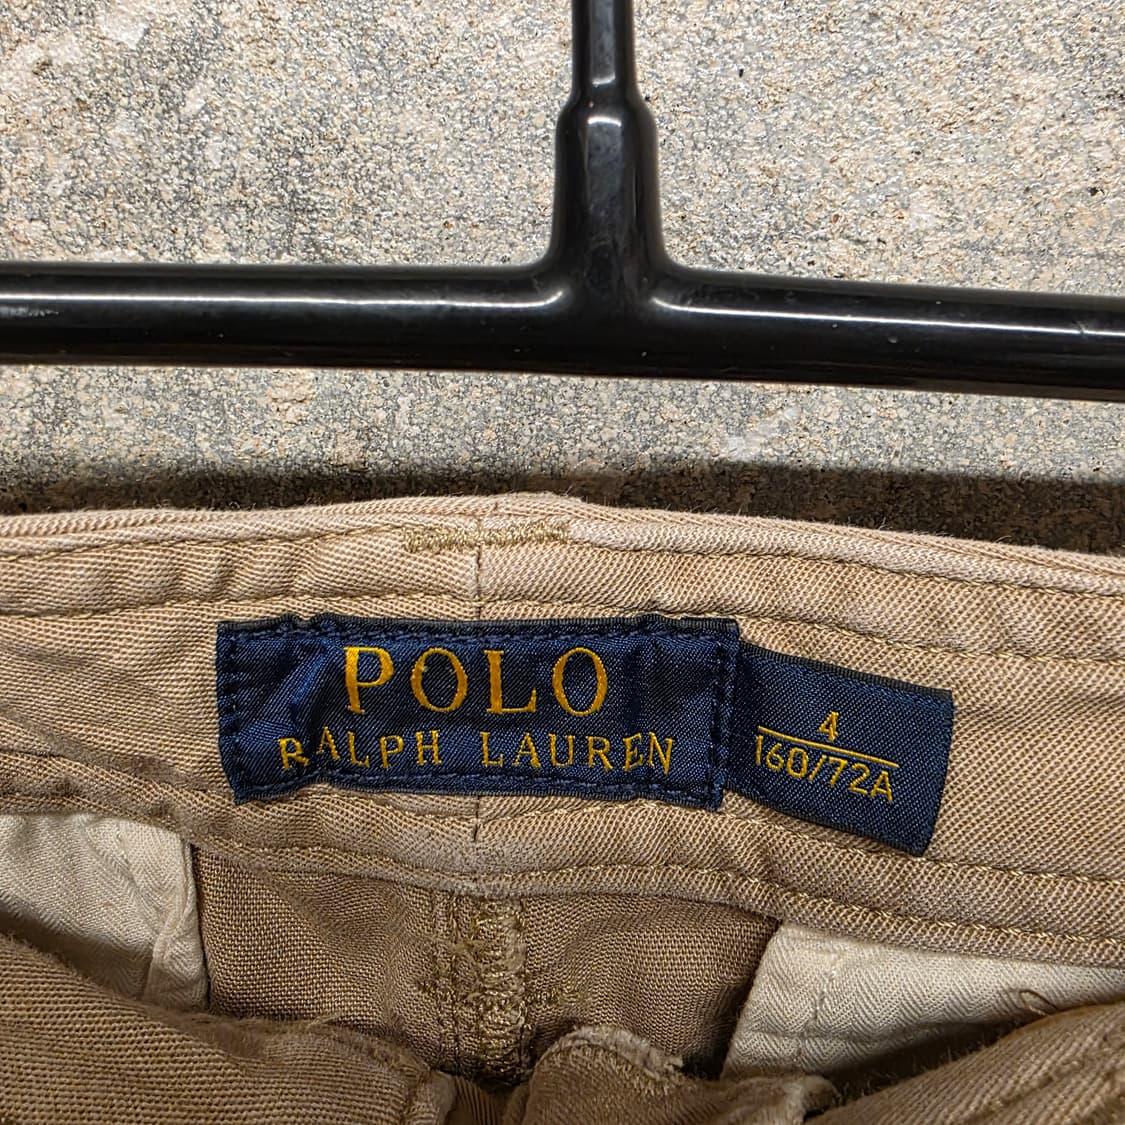 POLO
RALPH LAUREN
4
160/72A